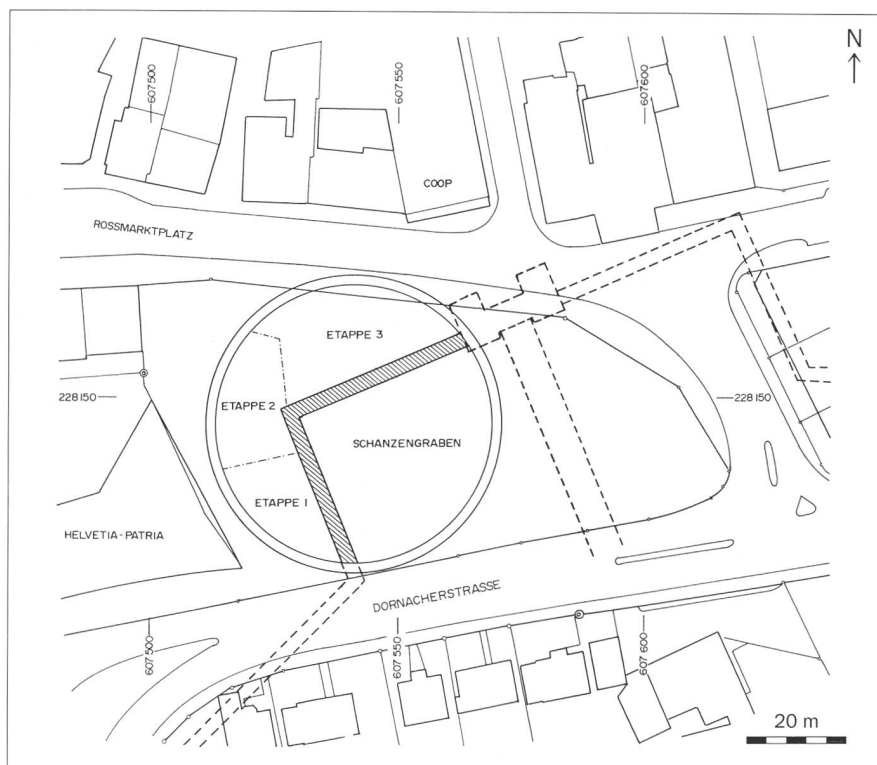 N
607 500
607 550
607 600
COOP
ROSSMARKTPLATZ
ETAPPE 3
228 150
ETAPPE 2
228 150
SCHANZENGRABEN
ETAPPE 1
HELVETIA-PATRIA
DORNACHERSTRASSE
607 500
607 550
607 600
20 m